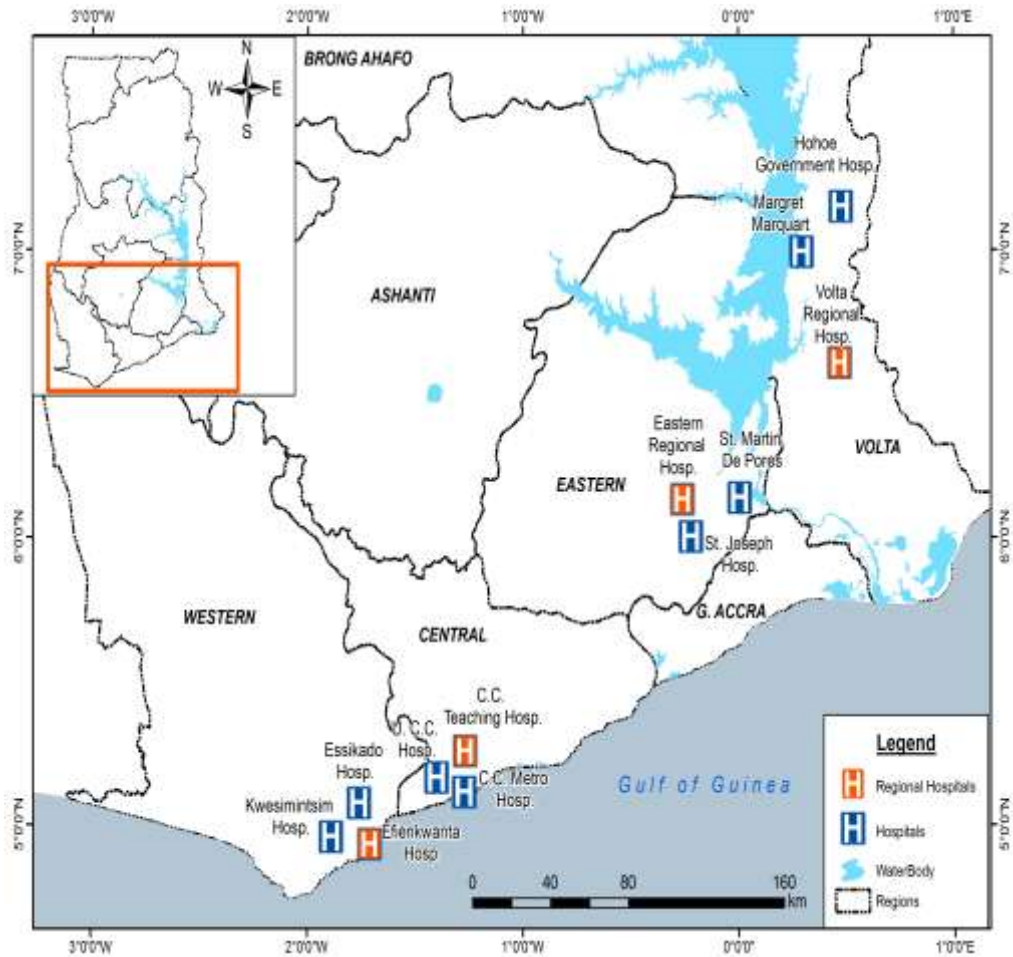 3°0'0"W
2°0'0"W
1°0'0"W
0°0'0"
1°0'0"E
N
W
E
S
BRONG AHAFO
Hohoe
Government Hosp.
Margret
Marquart
7°0'0"N
7°0'0"N
ASHANTI
Volta
Regional
Hosp.
Eastern
Regional
Hosp.
St. Martin
De Pores
VOLTA
EASTERN
6°0'0"N
6°0'0"N
St. Joseph
Hosp.
G. ACCRA
WESTERN
CENTRAL
C.C.
Teaching Hosp.
U. C.C.
Hosp.
Essikado
Hosp.
C.C. Metro
Hosp.
Gulf of Guinea
Kwesimintsim
Hosp.
Efienkwanta
Hosp
5°0'0"N
5°0'0"N
Legend
H Regional Hospitals
H Hospitals
WaterBody
Regions
0 40 80 160
km
3°0'0"W
2°0'0"W
1°0'0"W
0°0'0"
1°0'0"E